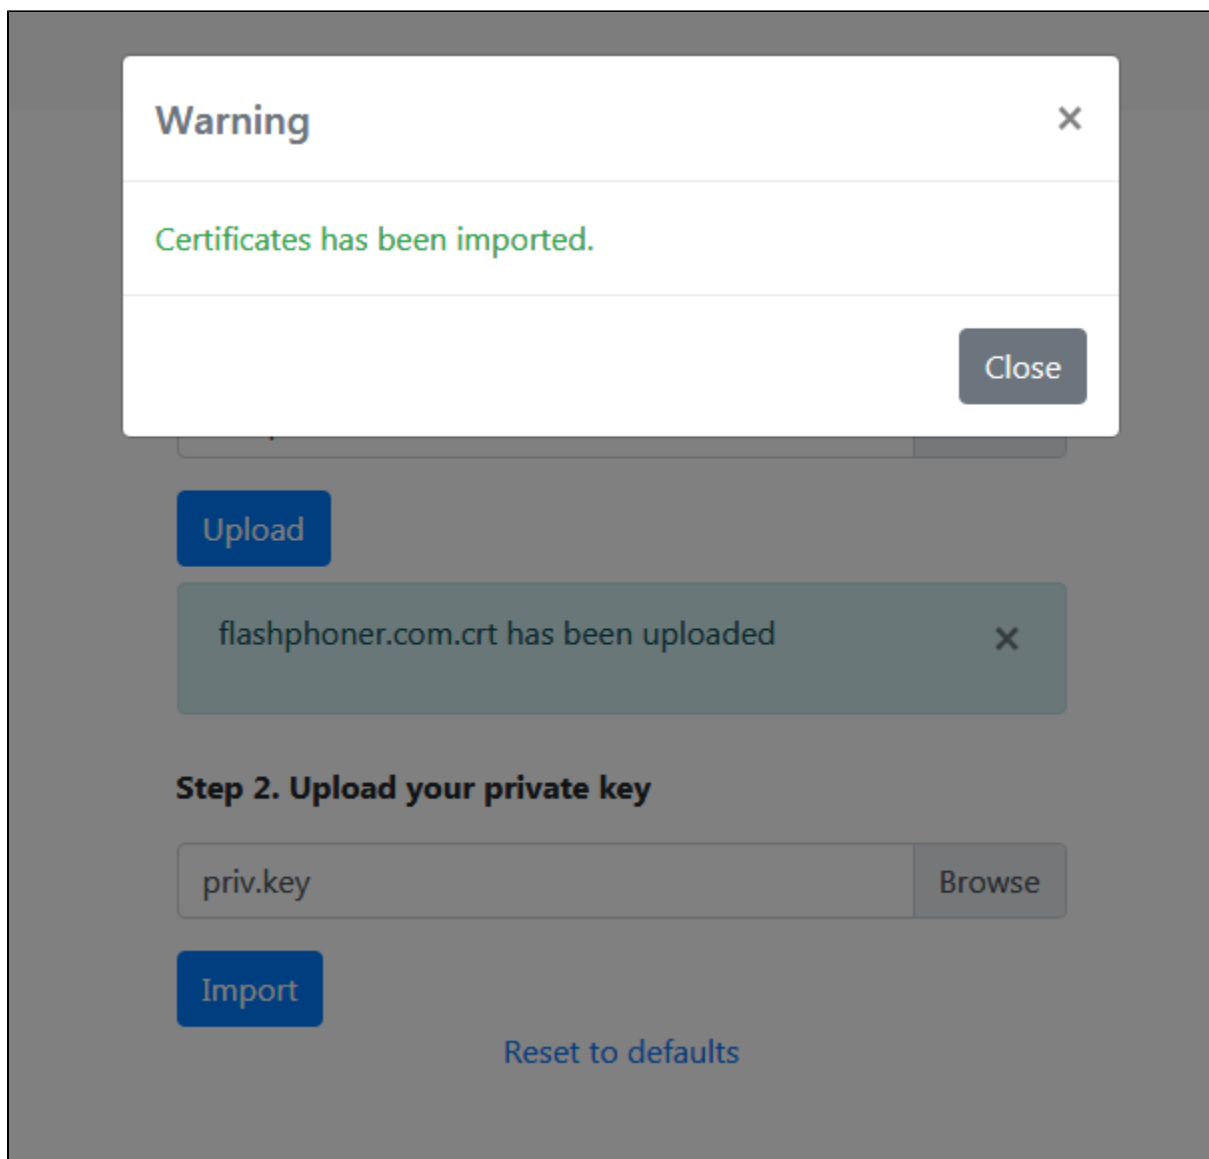 Warning
Certificates has been imported.
Close
Upload
flashphoner.com.crt has been uploaded
Step 2. Upload your private key
priv.key
Browse
Import
Reset to defaults